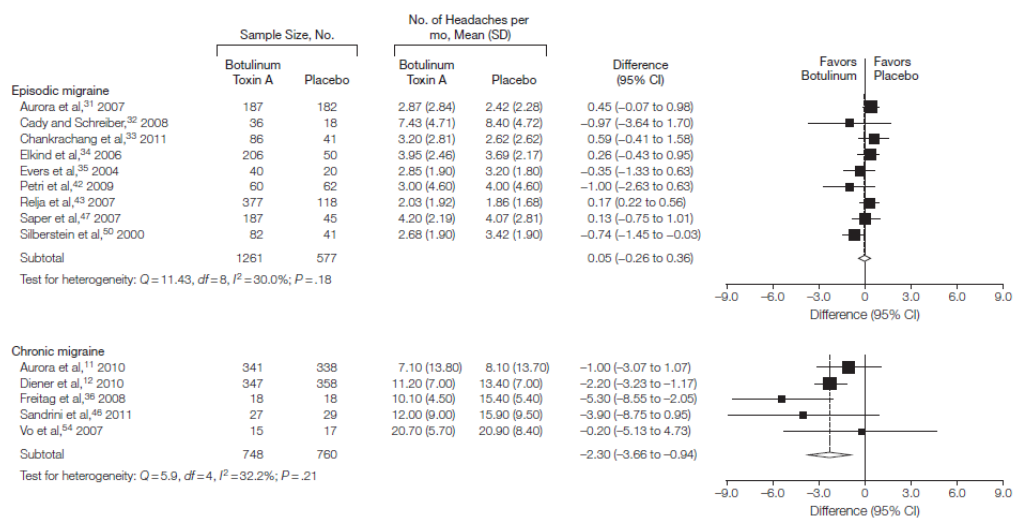 Sample Size, No.
No. of Headaches per mo, Mean (SD)
Botulinum Toxin A
Placebo
Botulinum Toxin A
Placebo
Difference (95% CI)
Favors Botulinum
Favors Placebo
Episodic migraine
Aurora et al,31 2007 187 182 2.87 (2.84) 2.42 (2.28) 0.45 (−0.07 to 0.98)
Cady and Schreiber,32 2008 36 18 7.43 (4.71) 8.40 (4.72) −0.97 (−3.64 to 1.70)
Chankrachang et al,33 2011 86 41 3.20 (2.81) 2.62 (2.62) 0.59 (−0.41 to 1.58)
Elkind et al,34 2006 206 50 3.95 (2.46) 3.69 (2.17) 0.26 (−0.43 to 0.95)
Evers et al,35 2004 40 20 2.85 (1.90) 3.20 (1.80) −0.35 (−1.33 to 0.63)
Petri et al,42 2009 60 62 3.00 (4.60) 4.00 (4.60) −1.00 (−2.63 to 0.63)
Relja et al,43 2007 377 118 2.03 (1.92) 1.86 (1.68) 0.17 (0.22 to 0.56)
Saper et al,47 2007 187 45 4.20 (2.19) 4.07 (2.81) 0.13 (−0.75 to 1.01)
Silberstein et al,50 2000 82 41 2.68 (1.90) 3.42 (1.90) −0.74 (−1.45 to −0.03)
Subtotal 1261 577 0.05 (−0.26 to 0.36)
Test for heterogeneity: Q=11.43, df=8, I2=30.0%; P=.18
−9.0 −6.0 −3.0 0 3.0 6.0 9.0
Difference (95% CI)
Chronic migraine
Aurora et al,11 2010 341 338 7.10 (13.80) 8.10 (13.70) −1.00 (−3.07 to 1.07)
Diener et al,12 2010 347 358 11.20 (7.00) 13.40 (7.00) −2.20 (−3.23 to −1.17)
Freitag et al,36 2008 18 18 10.10 (4.50) 15.40 (5.40) −5.30 (−8.55 to −2.05)
Sandrini et al,46 2011 27 29 12.00 (9.00) 15.90 (9.50) −3.90 (−8.75 to 0.95)
Vo et al,54 2007 15 17 20.70 (5.70) 20.90 (8.40) −0.20 (−5.13 to 4.73)
Subtotal 748 760 −2.30 (−3.66 to −0.94)
Test for heterogeneity: Q=5.9, df=4, I2=32.2%; P=.21
−9.0 −6.0 −3.0 0 3.0 6.0 9.0
Difference (95% CI)